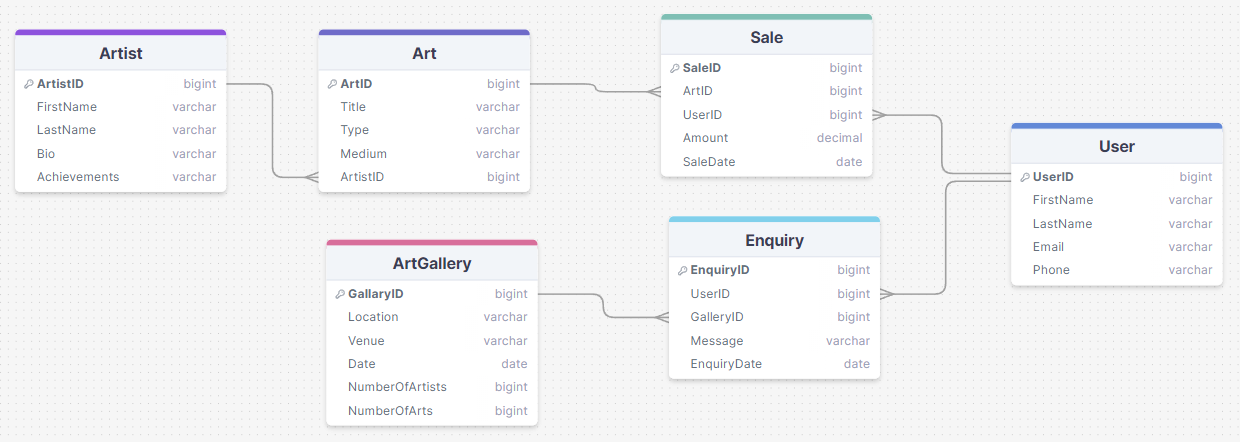 Artist
ArtistID bigint
FirstName varchar
LastName varchar
Bio varchar
Achievements varchar
Art
ArtID bigint
Title varchar
Type varchar
Medium varchar
ArtistID bigint
Sale
SaleID bigint
ArtID bigint
UserID bigint
Amount decimal
SaleDate date
User
UserID bigint
FirstName varchar
LastName varchar
Email varchar
Phone varchar
ArtGallery
GallaryID bigint
Location varchar
Venue varchar
Date date
NumberOfArtists bigint
NumberOfArts bigint
Enquiry
EnquiryID bigint
UserID bigint
GalleryID bigint
Message varchar
EnquiryDate date